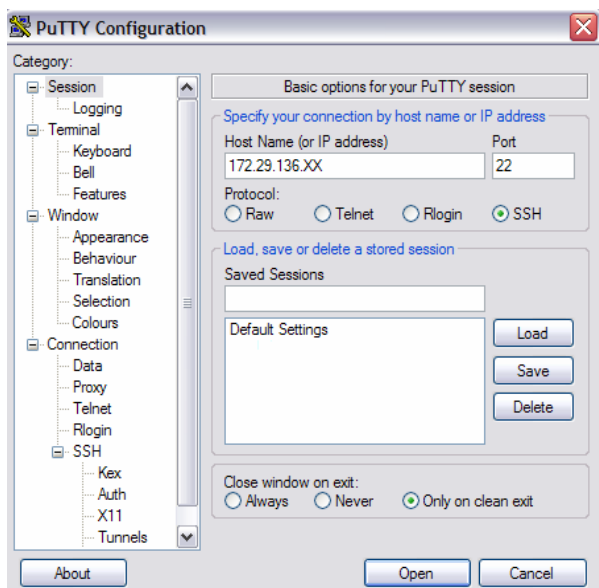 PuTTY Configuration
Category:
Session
Logging
Terminal
Keyboard
Bell
Features
Window
Appearance
Behaviour
Translation
Selection
Colours
Connection
Data
Proxy
Telnet
Rlogin
SSH
Kex
Auth
X11
Tunnels
Basic options for your PuTTY session
Specify your connection by host name or IP address
Host Name (or IP address) Port
172.29.136.XX 22
Protocol:
Raw Telnet Rlogin SSH
Load, save or delete a stored session
Saved Sessions
Default Settings
Load
Save
Delete
Close window on exit:
Always Never Only on clean exit
About Open Cancel